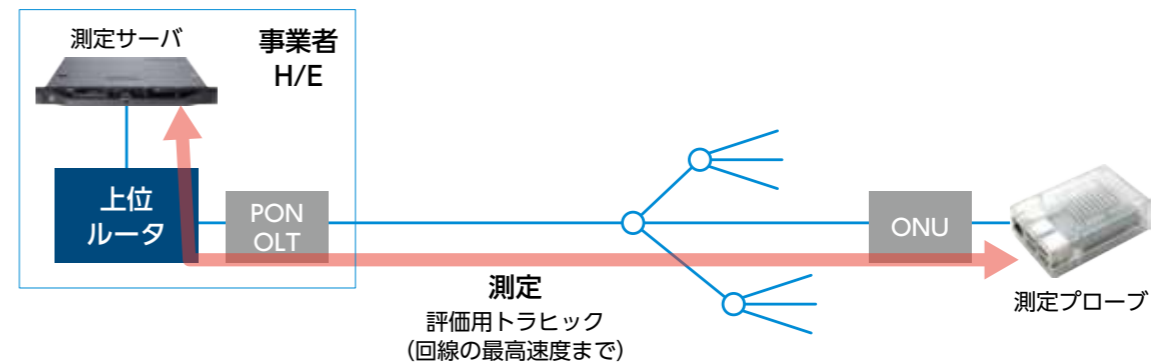 測定サーバ
事業者
H/E
上位
ルータ
PON
OLT
ONU
測定プローブ
測定
評価用トラヒック
(回線の最高速度まで)